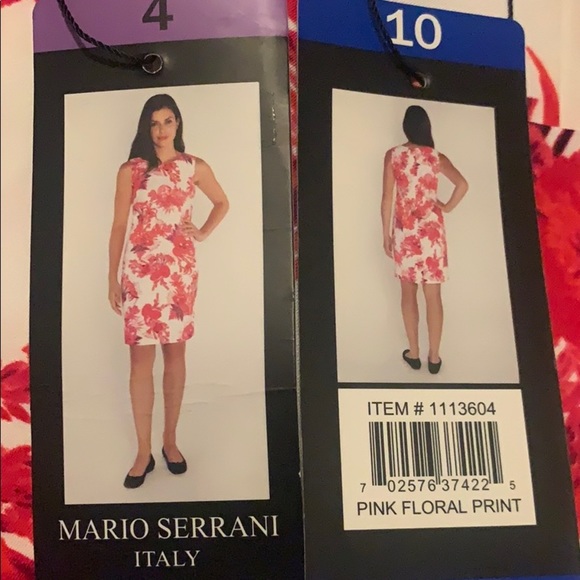 4
MARIO SERRANI
ITALY
10
ITEM # 1113604
7 02576 37422 5
PINK FLORAL PRINT